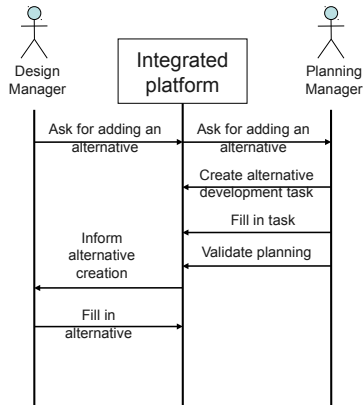 Design
Manager
Integrated
platform
Planning
Manager
Ask for adding an
alternative
Ask for adding an
alternative
Create alternative
development task
Fill in task
Validate planning
Inform
alternative
creation
Fill in
alternative